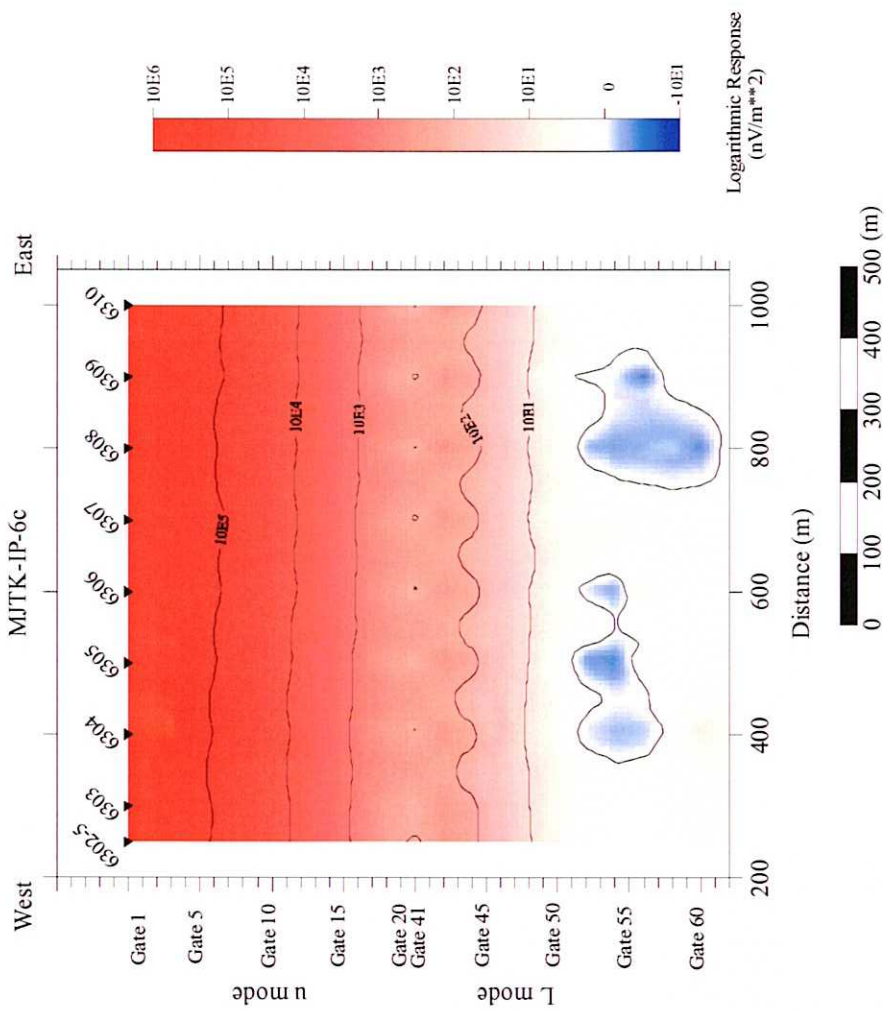 MJTK-IP-6c
West
East
6302-5
6303
6304
6305
6306
6307
6308
6309
6310
u mode
L mode
Gate 1
Gate 5
Gate 10
Gate 15
Gate 20
Gate 41
Gate 45
Gate 50
Gate 55
Gate 60
10E5
10E4
10E3
10E2
10E1
200
400
600
800
1000
Distance (m)
0
100
200
300
400
500 (m)
10E6
10E5
10E4
10E3
10E2
10E1
0
-10E1
Logarithmic Response
(nV/m**2)